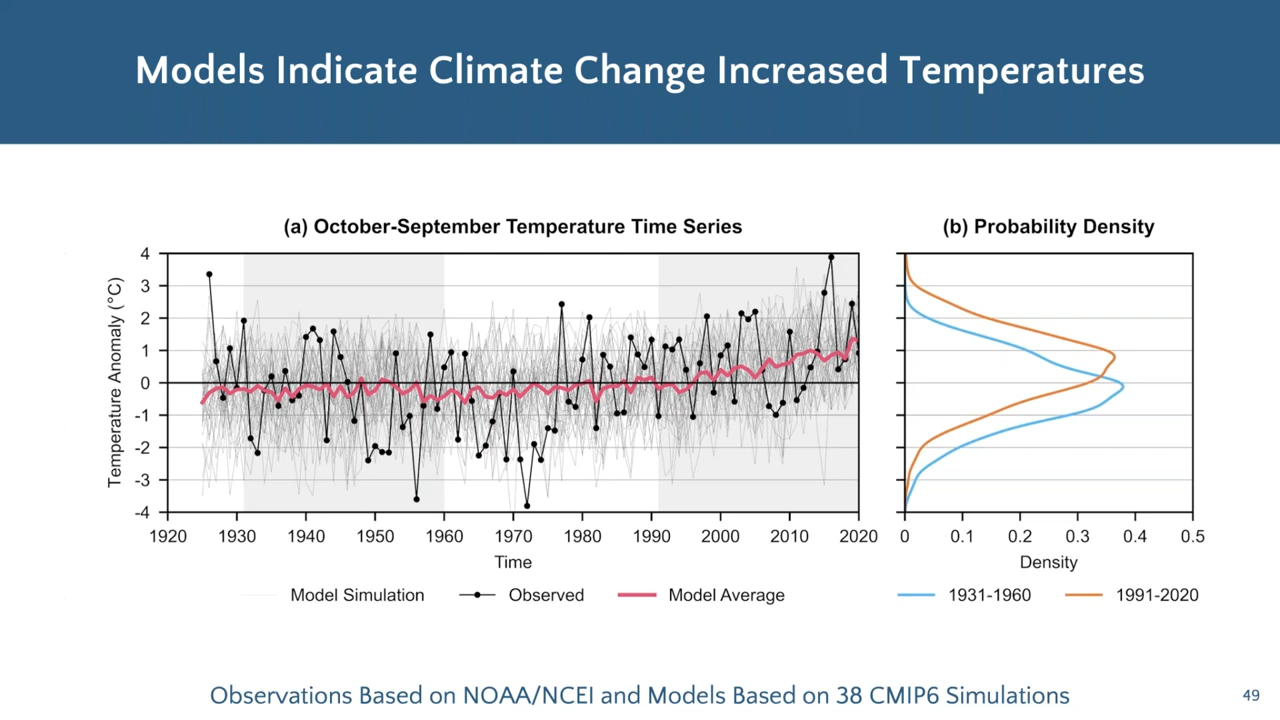 Models Indicate Climate Change Increased Temperatures
(a) October-September Temperature Time Series
(b) Probability Density
Temperature Anomaly (°C)
4
3
2
1
0
-1
-2
-3
-4
1920 1930 1940 1950 1960 1970 1980 1990 2000 2010 2020
0 0.1 0.2 0.3 0.4 0.5
Time
Density
Model Simulation Observed Model Average
1931-1960 1991-2020
Observations Based on NOAA/NCEI and Models Based on 38 CMIP6 Simulations
49